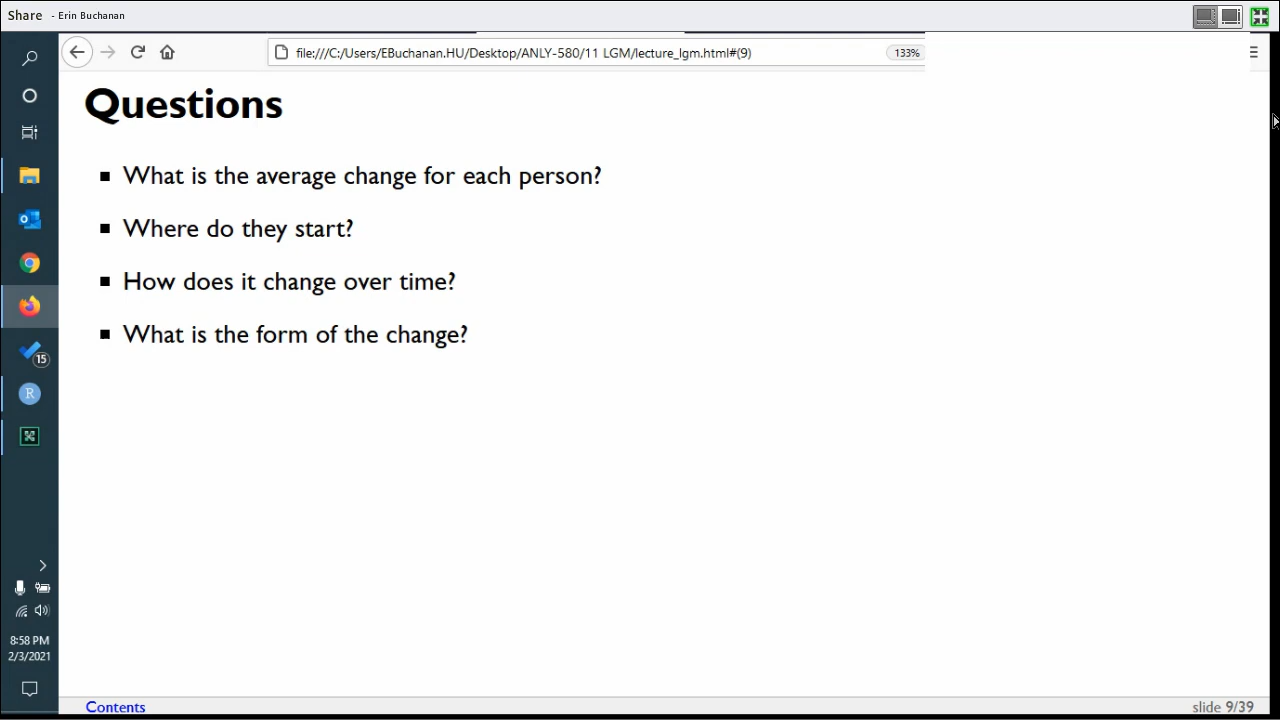 Share - Erin Buchanan
file:///C:/Users/EBuchanan.HU/Desktop/ANLY-580/11 LGM/lecture_lgm.html#(9)
133%
Questions
What is the average change for each person?
Where do they start?
How does it change over time?
What is the form of the change?
15
R
8:58 PM
2/3/2021
Contents
slide 9/39